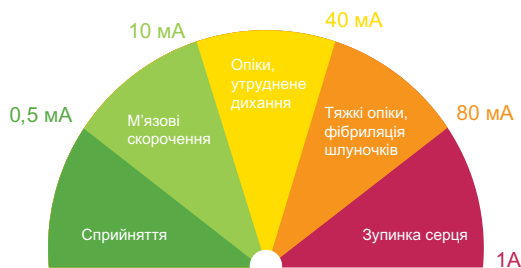 0,5 мА
10 мА
40 мА
80 мА
1А
Сприйняття
М’язові
скорочення
Опіки,
утруднене
дихання
Тяжкі опіки,
фібриляція
шлуночків
Зупинка серця